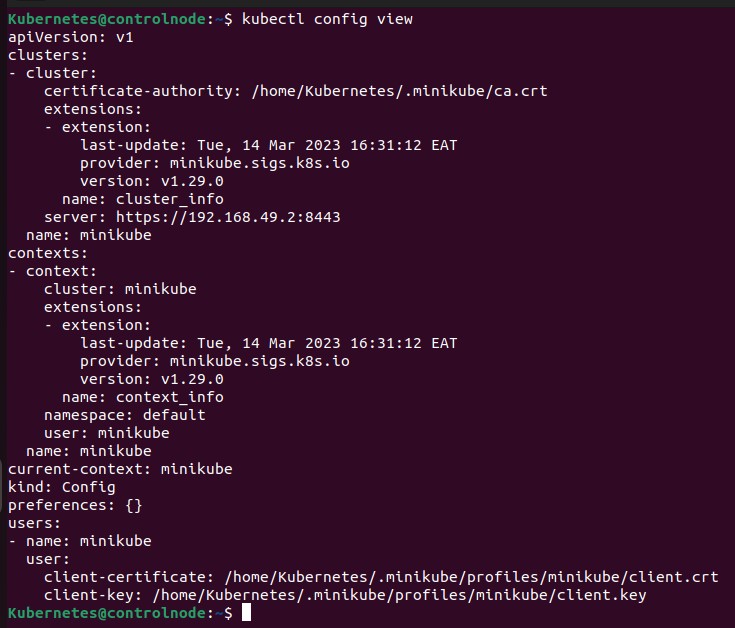 Kubernetes@controlnode:~$ kubectl config view
apiVersion: v1
clusters:
- cluster:
    certificate-authority: /home/Kubernetes/.minikube/ca.crt
    extensions:
    - extension:
        last-update: Tue, 14 Mar 2023 16:31:12 EAT
        provider: minikube.sigs.k8s.io
        version: v1.29.0
      name: cluster_info
    server: https://192.168.49.2:8443
  name: minikube
contexts:
- context:
    cluster: minikube
    extensions:
    - extension:
        last-update: Tue, 14 Mar 2023 16:31:12 EAT
        provider: minikube.sigs.k8s.io
        version: v1.29.0
      name: context_info
    namespace: default
    user: minikube
  name: minikube
current-context: minikube
kind: Config
preferences: {}
users:
- name: minikube
  user:
    client-certificate: /home/Kubernetes/.minikube/profiles/minikube/client.crt
    client-key: /home/Kubernetes/.minikube/profiles/minikube/client.key
Kubernetes@controlnode:~$